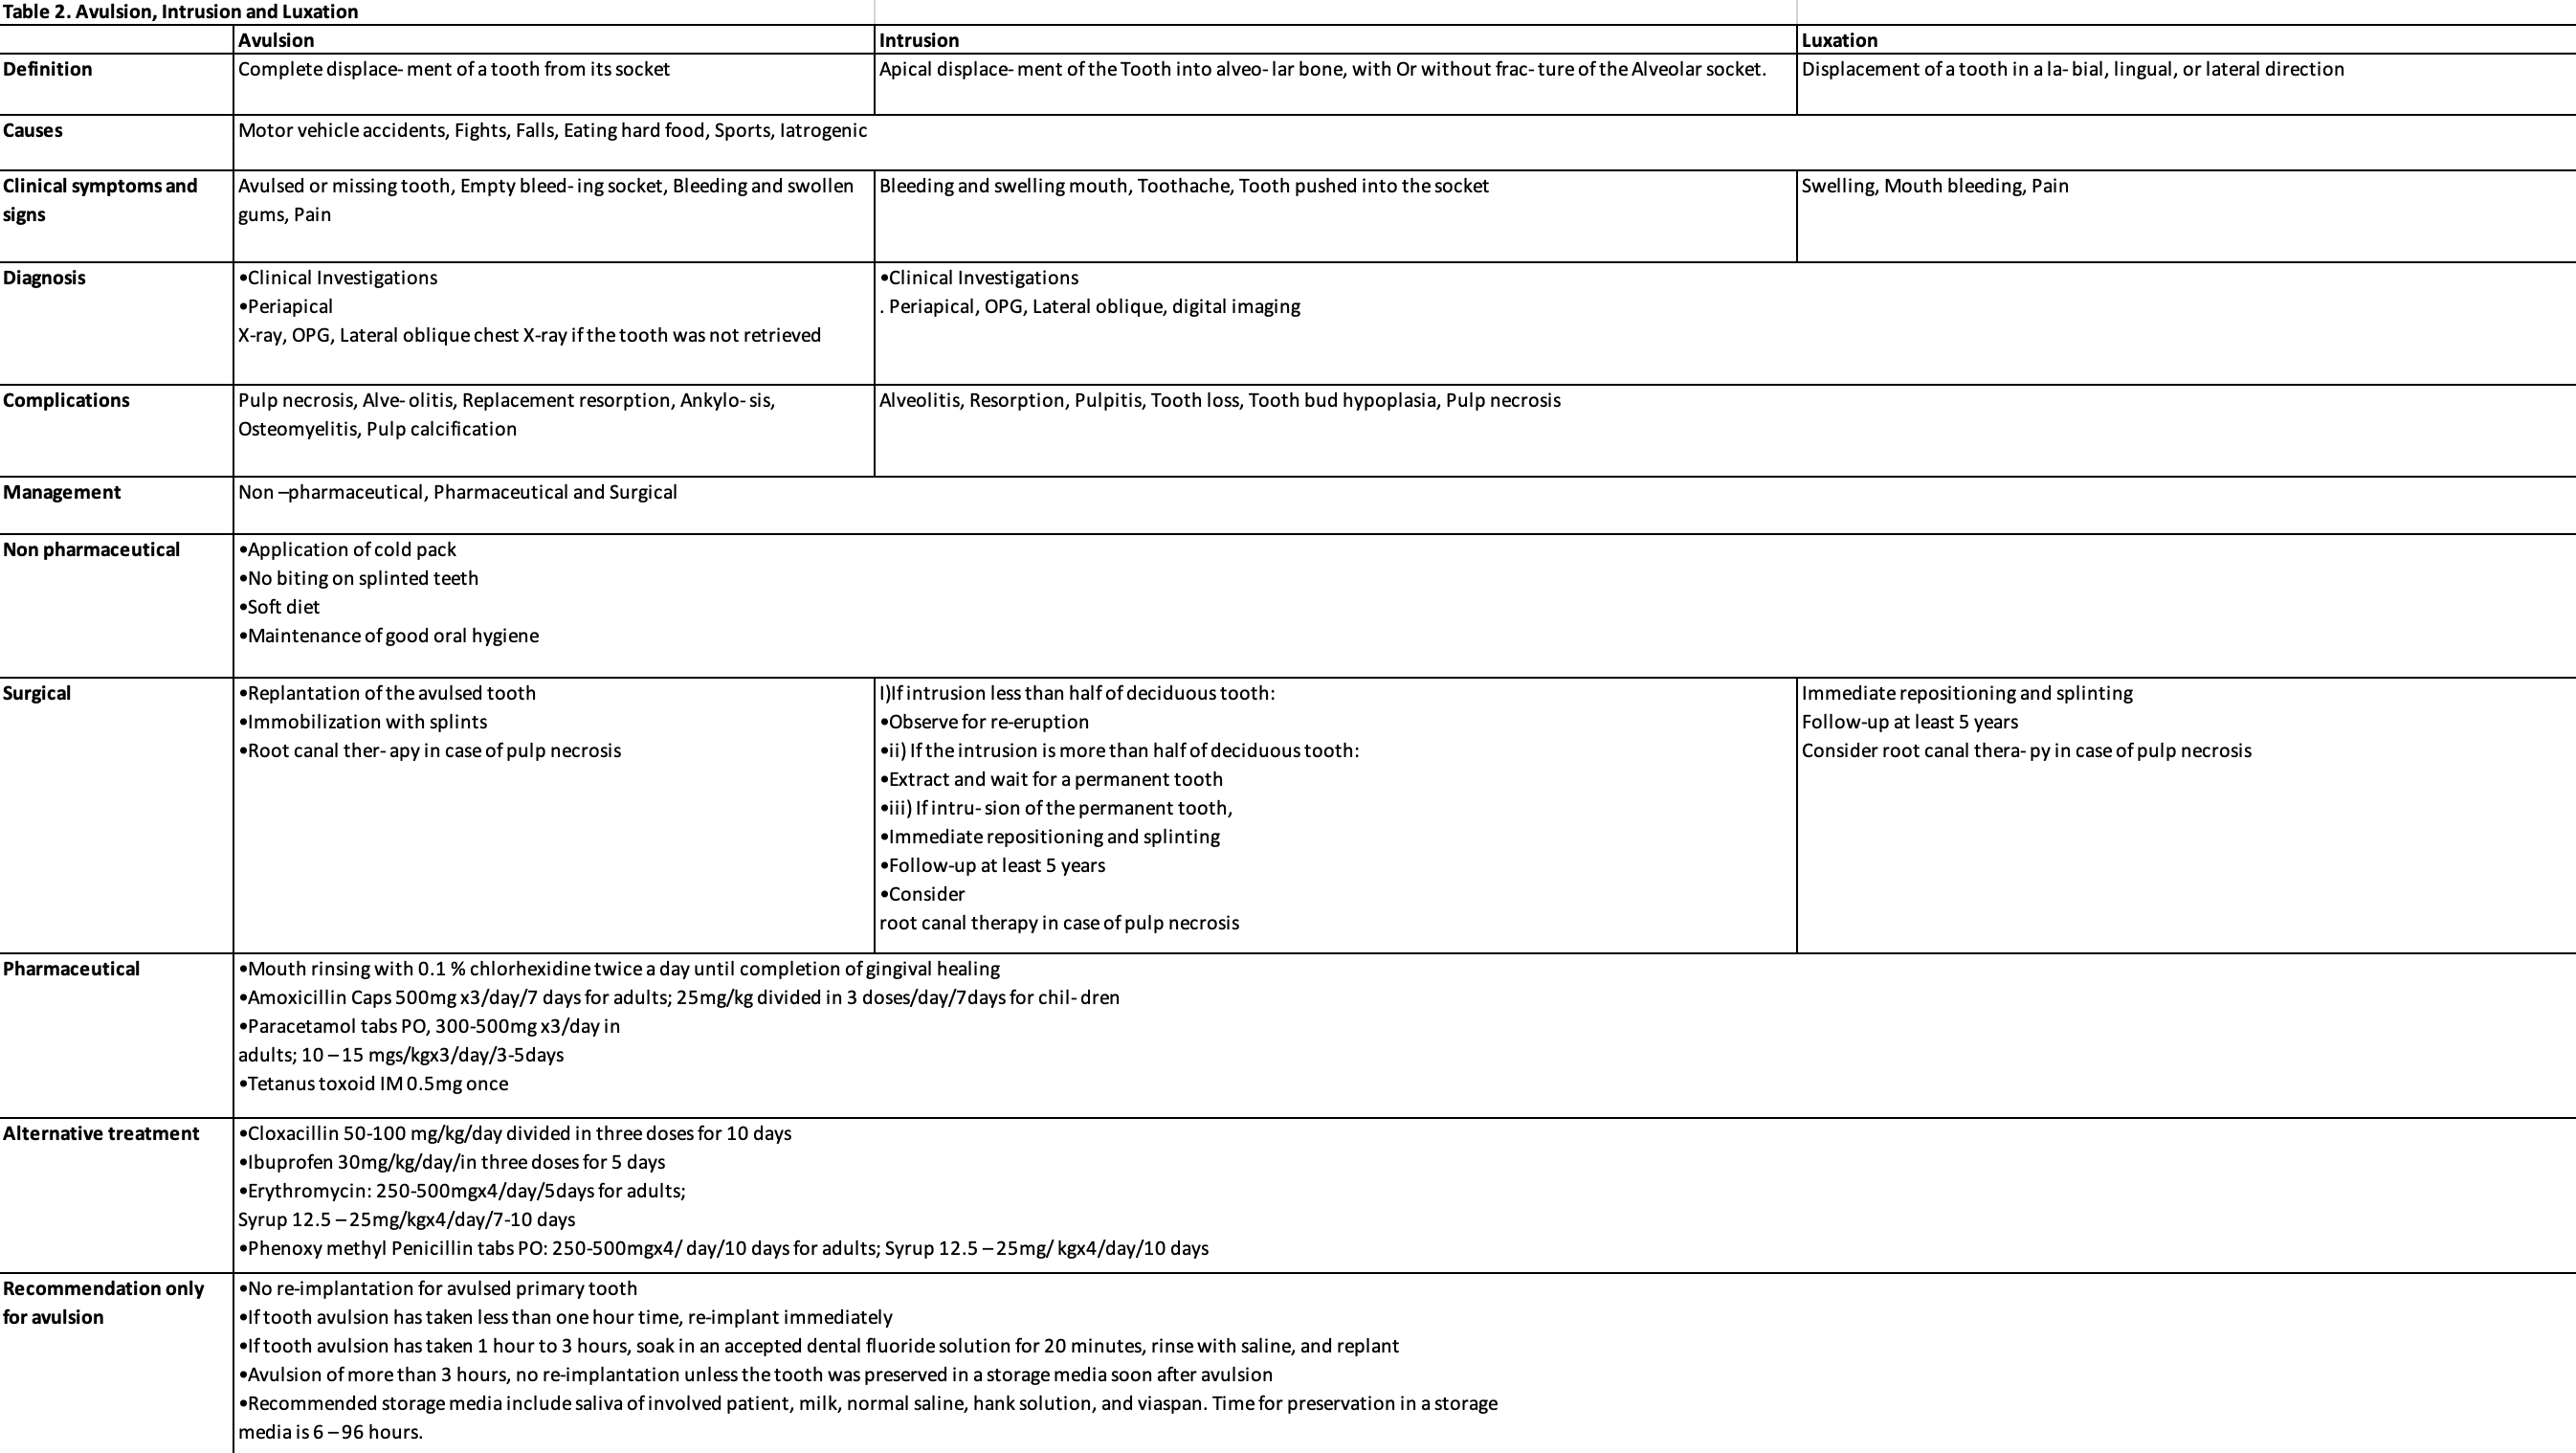 Table 2. Avulsion, Intrusion and Luxation
Avulsion
Intrusion
Luxation
Definition
Complete displace- ment of a tooth from its socket
Apical displace- ment of the Tooth into alveo- lar bone, with Or without frac- ture of the Alveolar socket.
Displacement of a tooth in a la- bial, lingual, or lateral direction
Causes
Motor vehicle accidents, Fights, Falls, Eating hard food, Sports, Iatrogenic
Clinical symptoms and
signs
Avulsed or missing tooth, Empty bleed- ing socket, Bleeding and swollen
gums, Pain
Bleeding and swelling mouth, Toothache, Tooth pushed into the socket
Swelling, Mouth bleeding, Pain
Diagnosis
•Clinical Investigations
•Periapical
X-ray, OPG, Lateral oblique chest X-ray if the tooth was not retrieved
•Clinical Investigations
. Periapical, OPG, Lateral oblique, digital imaging
Complications
Pulp necrosis, Alve- olitis, Replacement resorption, Ankylo- sis,
Osteomyelitis, Pulp calcification
Alveolitis, Resorption, Pulpitis, Tooth loss, Tooth bud hypoplasia, Pulp necrosis
Management
Non –pharmaceutical, Pharmaceutical and Surgical
Non pharmaceutical
•Application of cold pack
•No biting on splinted teeth
•Soft diet
•Maintenance of good oral hygiene
Surgical
•Replantation of the avulsed tooth
•Immobilization with splints
•Root canal ther- apy in case of pulp necrosis
I)If intrusion less than half of deciduous tooth:
•Observe for re-eruption
•ii) If the intrusion is more than half of deciduous tooth:
•Extract and wait for a permanent tooth
•iii) If intru- sion of the permanent tooth,
•Immediate repositioning and splinting
•Follow-up at least 5 years
•Consider
root canal therapy in case of pulp necrosis
Immediate repositioning and splinting
Follow-up at least 5 years
Consider root canal thera- py in case of pulp necrosis
Pharmaceutical
•Mouth rinsing with 0.1 % chlorhexidine twice a day until completion of gingival healing
•Amoxicillin Caps 500mg x3/day/7 days for adults; 25mg/kg divided in 3 doses/day/7days for chil- dren
•Paracetamol tabs PO, 300-500mg x3/day in
adults; 10 – 15 mgs/kgx3/day/3-5days
•Tetanus toxoid IM 0.5mg once
Alternative treatment
•Cloxacillin 50-100 mg/kg/day divided in three doses for 10 days
•Ibuprofen 30mg/kg/day/in three doses for 5 days
•Erythromycin: 250-500mgx4/day/5days for adults;
Syrup 12.5 – 25mg/kgx4/day/7-10 days
•Phenoxy methyl Penicillin tabs PO: 250-500mgx4/ day/10 days for adults; Syrup 12.5 – 25mg/ kgx4/day/10 days
Recommendation only
for avulsion
•No re-implantation for avulsed primary tooth
•If tooth avulsion has taken less than one hour time, re-implant immediately
•If tooth avulsion has taken 1 hour to 3 hours, soak in an accepted dental fluoride solution for 20 minutes, rinse with saline, and replant
•Avulsion of more than 3 hours, no re-implantation unless the tooth was preserved in a storage media soon after avulsion
•Recommended storage media include saliva of involved patient, milk, normal saline, hank solution, and viaspan. Time for preservation in a storage
media is 6 – 96 hours.